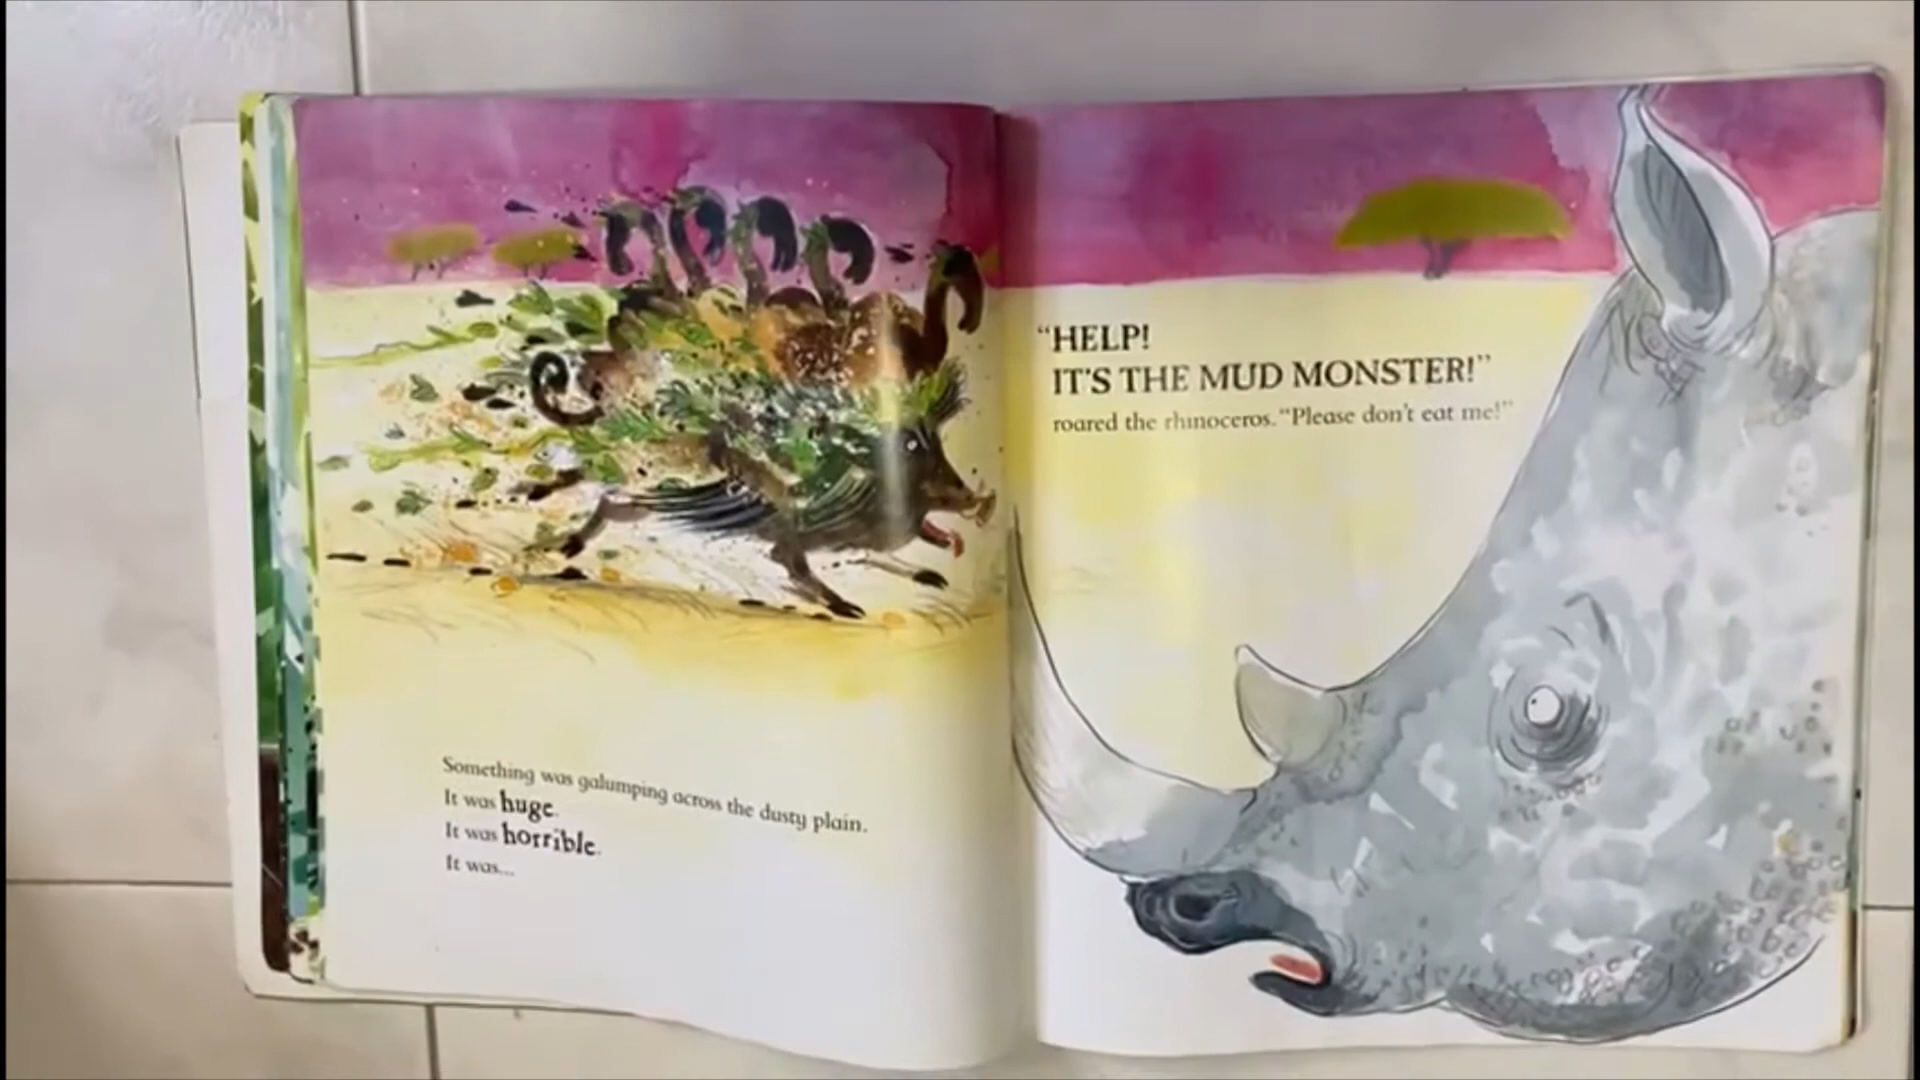 Something was galumping across the dusty plain.
It was huge.
It was horrible.
It was...
“HELP!
IT'S THE MUD MONSTER!”
roared the rhinoceros. “Please don't eat me!”